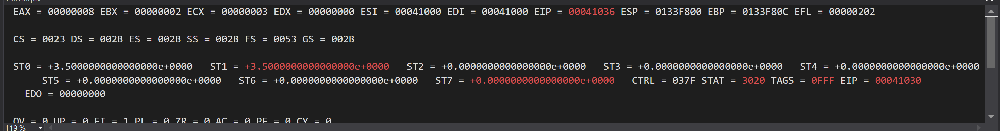 Регистры
EAX = 00000008 EBX = 00000002 ECX = 00000003 EDX = 00000000 ESI = 00041000 EDI = 00041000 EIP = 00041036 ESP = 0133F800 EBP = 0133F80C EFL = 00000202
CS = 0023 DS = 002B ES = 002B SS = 002B FS = 0053 GS = 002B
ST0 = +3.5000000000000000e+0000 ST1 = +3.5000000000000000e+0000 ST2 = +0.0000000000000000e+0000 ST3 = +0.0000000000000000e+0000 ST4 = +0.0000000000000000e+0000
ST5 = +0.0000000000000000e+0000 ST6 = +0.0000000000000000e+0000 ST7 = +0.0000000000000000e+0000 CTRL = 037F STAT = 3020 TAGS = 0FFF EIP = 00041030
EDO = 00000000
OV = 0 UP = 0 EI = 1 PL = 0 ZR = 0 AC = 0 PE = 0 CY = 0
119 %